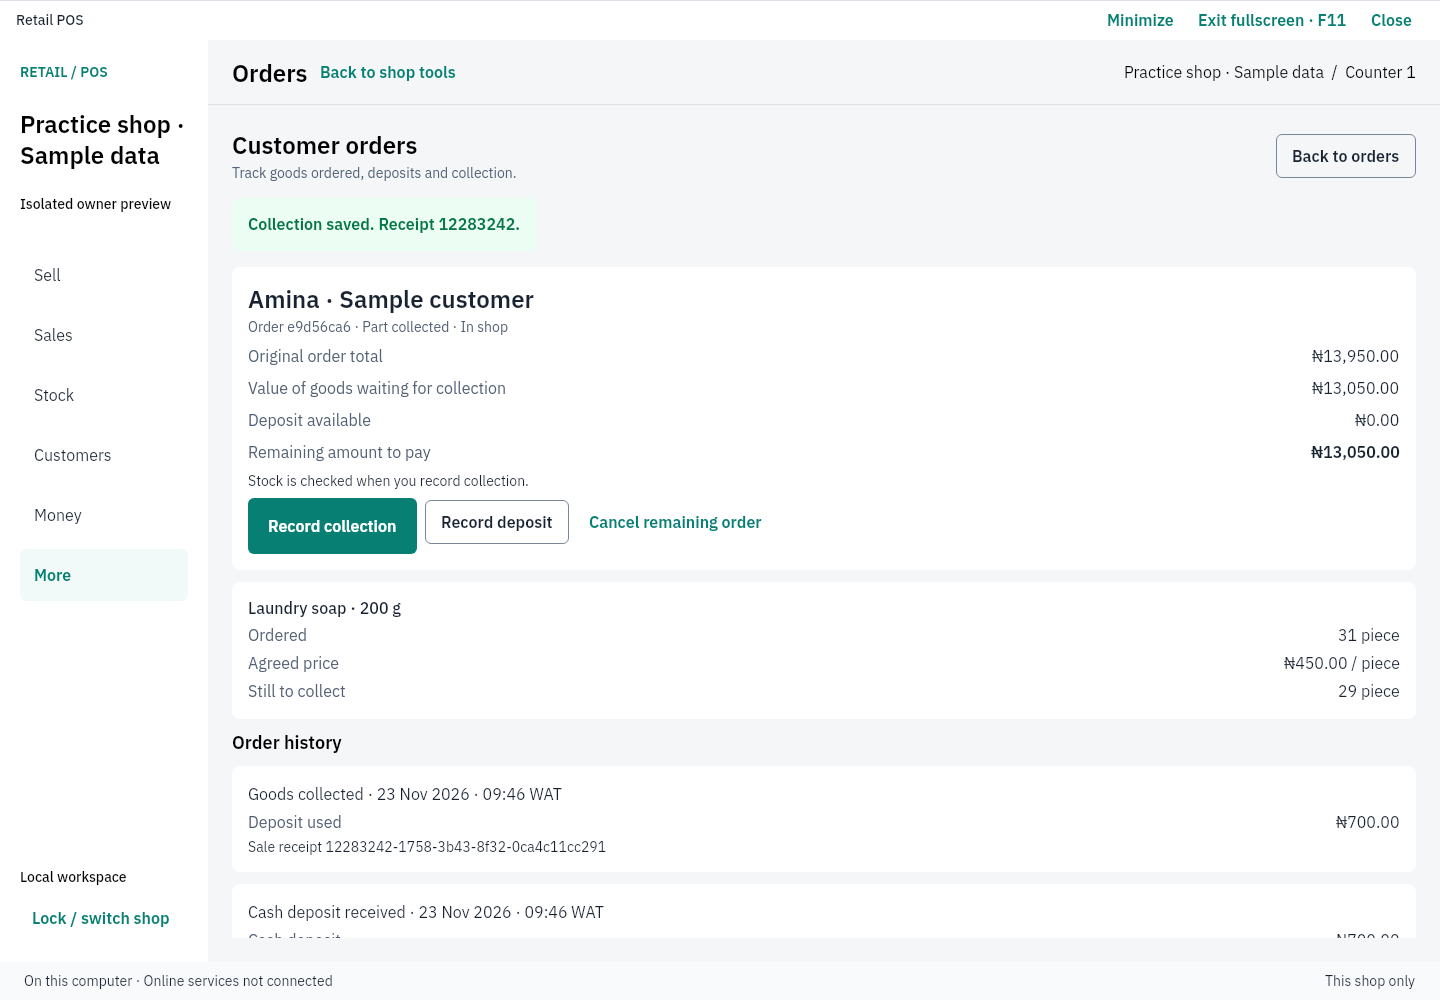 Retail POS
Minimize
Exit fullscreen · F11
Close
RETAIL / POS
Practice shop ·
Sample data
Isolated owner preview
Sell
Sales
Stock
Customers
Money
More
Local workspace
Lock / switch shop
Orders
Back to shop tools
Practice shop · Sample data / Counter 1
Customer orders
Track goods ordered, deposits and collection.
Back to orders
Collection saved. Receipt 12283242.
Amina · Sample customer
Order e9d56ca6 · Part collected · In shop
Original order total ₦13,950.00
Value of goods waiting for collection ₦13,050.00
Deposit available ₦0.00
Remaining amount to pay ₦13,050.00
Stock is checked when you record collection.
Record collection
Record deposit
Cancel remaining order
Laundry soap · 200 g
Ordered 31 piece
Agreed price ₦450.00 / piece
Still to collect 29 piece
Order history
Goods collected · 23 Nov 2026 · 09:46 WAT
Deposit used ₦700.00
Sale receipt 12283242-1758-3b43-8f32-0ca4c11cc291
Cash deposit received · 23 Nov 2026 · 09:46 WAT
Cash deposit ₦700.00
On this computer · Online services not connected
This shop only